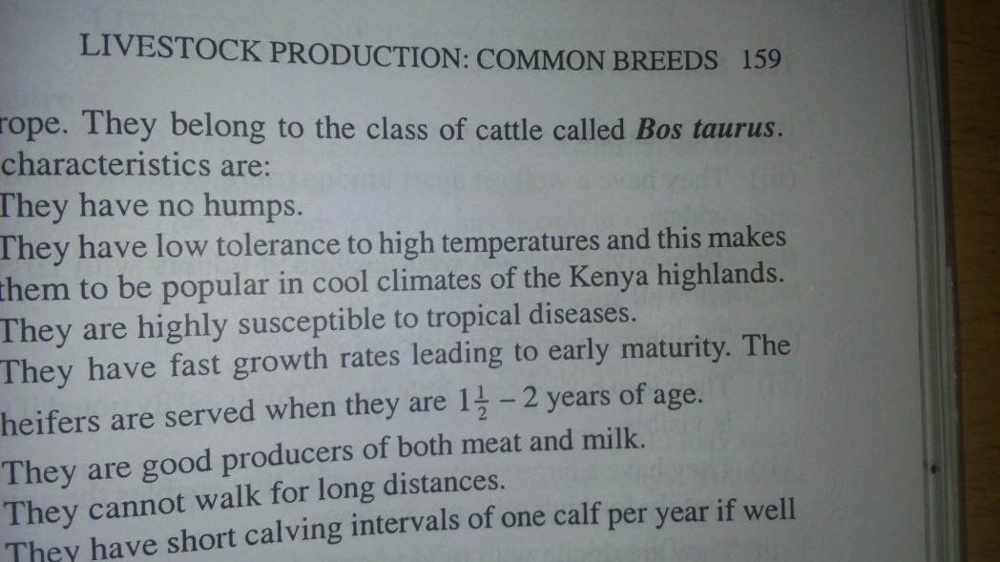 LIVESTOCK PRODUCTION: COMMON BREEDS 159
rope. They belong to the class of cattle called Bos taurus.
characteristics are:
They have no humps.
They have low tolerance to high temperatures and this makes
them to be popular in cool climates of the Kenya highlands.
They are highly susceptible to tropical diseases.
They have fast growth rates leading to early maturity. The
heifers are served when they are 1½ – 2 years of age.
They are good producers of both meat and milk.
They cannot walk for long distances.
They have short calving intervals of one calf per year if well